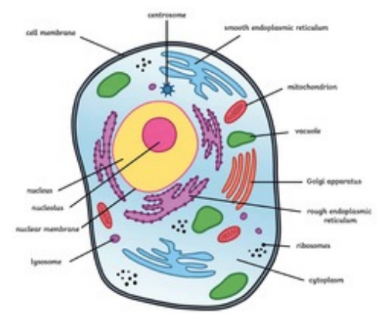 centrosome
smooth endoplasmic reticulum
cell membrane
mitochondrion
vacuole
Golgi apparatus
nucleus
nucleolus
rough endoplasmic
reticulum
nuclear membrane
ribosomes
lysosome
cytoplasm